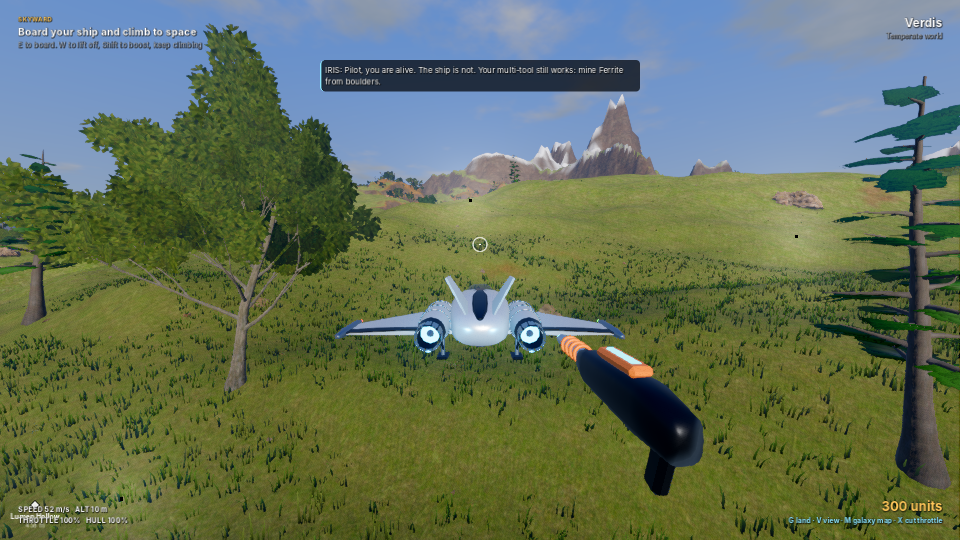 SKYWARD
Board your ship and climb to space
E to board. W to lift off, Shift to boost, keep climbing
Verdis
Temperate world
IRIS: Pilot, you are alive. The ship is not. Your multi-tool still works: mine Ferrite
from boulders.
SPEED 52 m/s ALT 10 m
THROTTLE 100% HULL 100%
300 units
G land · V view · M galaxy map · X cut throttle